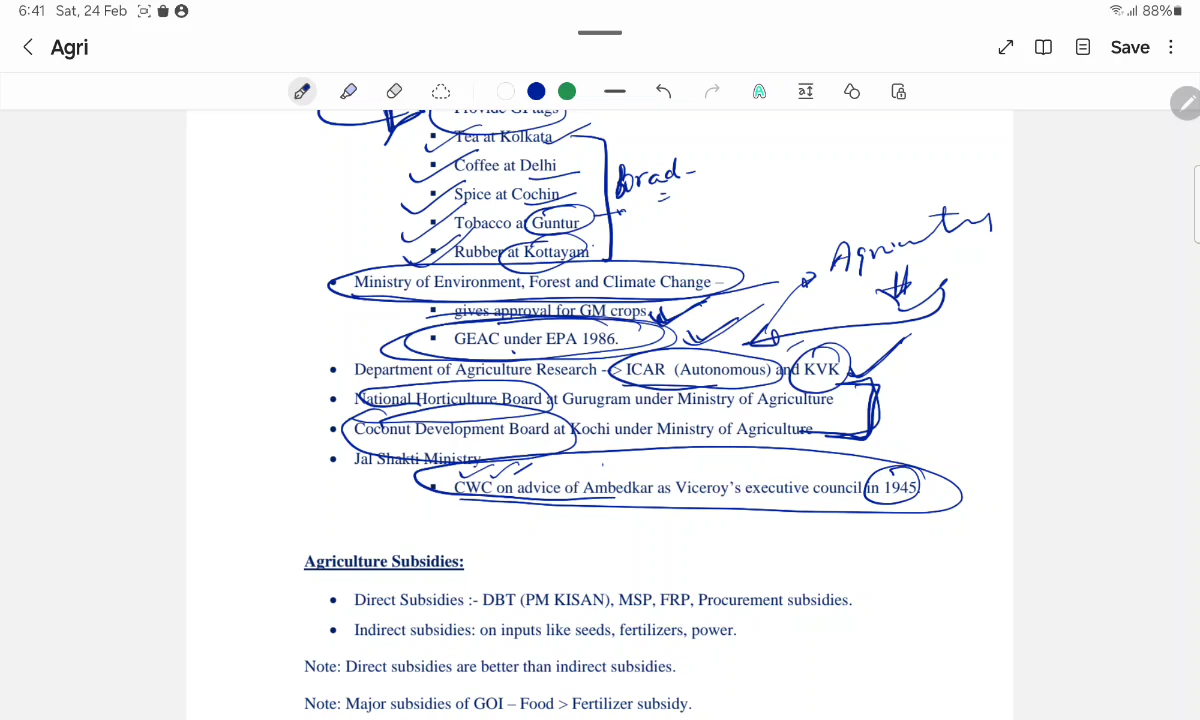 6:41 Sat, 24 Feb 88%
Agri Save
Provide GI tags
Tea at Kolkata
Coffee at Delhi
Spice at Cochin
Tobacco at Guntur
Rubber at Kottayam
Ministry of Environment, Forest and Climate Change –
gives approval for GM crops
GEAC under EPA 1986.
Department of Agriculture Research -> ICAR (Autonomous) and KVK
National Horticulture Board at Gurugram under Ministry of Agriculture
Coconut Development Board at Kochi under Ministry of Agriculture
Jal Shakti Ministry
CWC on advice of Ambedkar as Viceroy's executive council in 1945.
Agriculture Subsidies:
Direct Subsidies :- DBT (PM KISAN), MSP, FRP, Procurement subsidies.
Indirect subsidies: on inputs like seeds, fertilizers, power.
Note: Direct subsidies are better than indirect subsidies.
Note: Major subsidies of GOI – Food > Fertilizer subsidy.